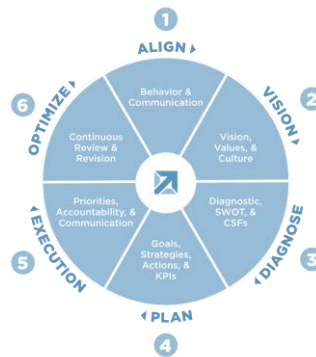 1
ALIGN
Behavior &
Communication
2
VISION
Vision,
Values, &
Culture
3
DIAGNOSE
Diagnostic,
SWOT, &
CSFs
4
PLAN
Goals,
Strategies,
Actions, &
KPIs
5
EXECUTION
Priorities,
Accountability, &
Communication
6
OPTIMIZE
Continuous
Review &
Revision